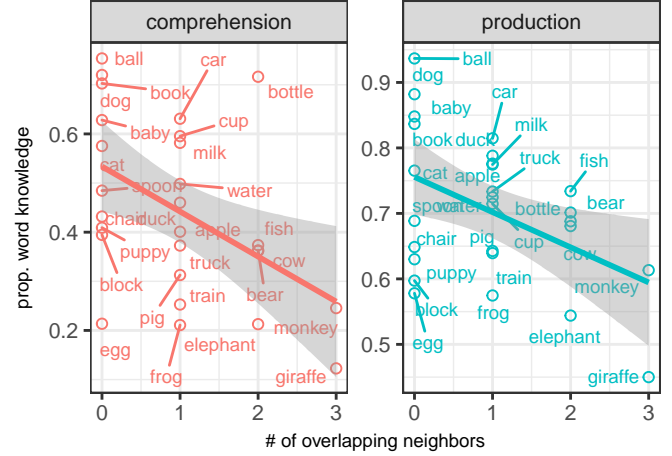 comprehension
production
prop. word knowledge
0.6
0.4
0.2
ball
car
book
bottle
dog
cup
baby
milk
cat
spoon
water
chair
duck
apple
fish
puppy
truck
cow
block
bear
train
pig
monkey
egg
elephant
frog
giraffe
0
1
2
3
0.9
0.8
0.7
0.6
0.5
ball
dog
car
baby
milk
book
duck
truck
fish
cat
apple
spoon
water
bottle
bear
chair
pig
cup
cow
puppy
train
monkey
block
frog
egg
elephant
giraffe
0
1
2
3
# of overlapping neighbors